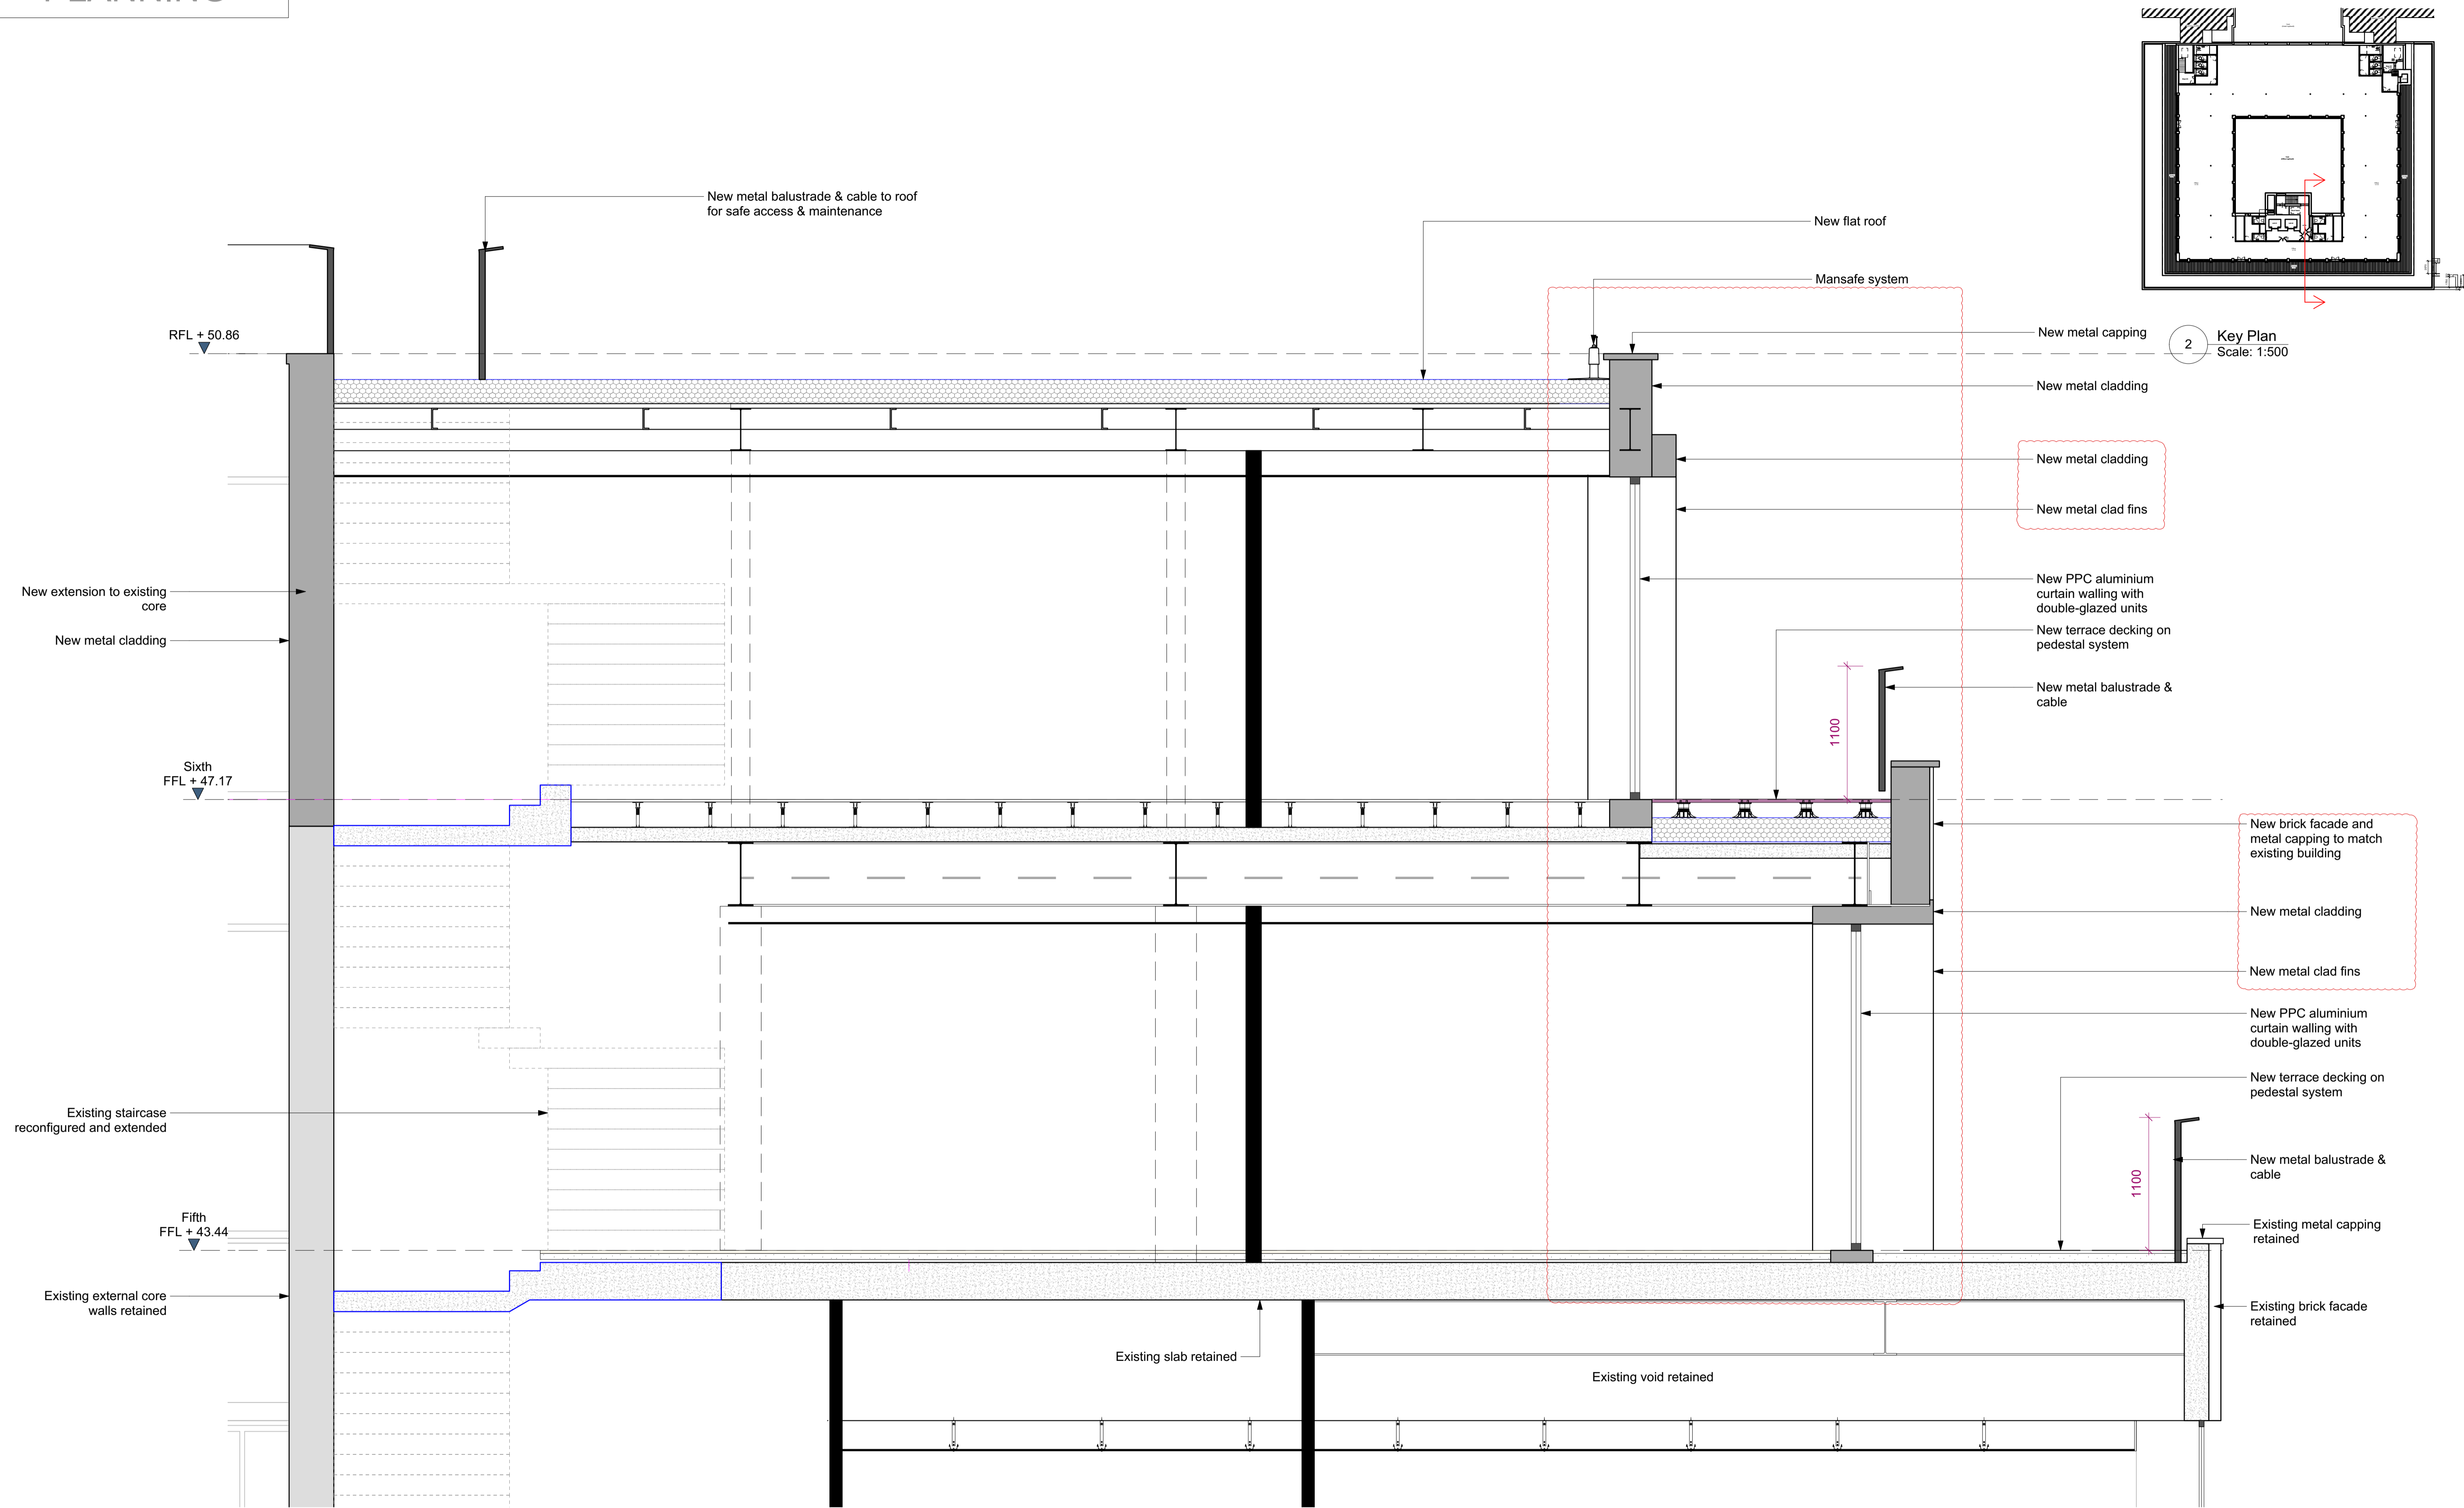 PLANNING
New metal balustrade & cable to roof
for safe access & maintenance
New flat roof
Mansafe system
RFL + 50.86
New metal capping
2
Key Plan
Scale: 1:500
New metal cladding
New metal cladding
New metal clad fins
New PPC aluminium
curtain walling with
double-glazed units
New extension to existing
core
New metal cladding
New terrace decking on
pedestal system
New metal balustrade &
cable
1100
Sixth
FFL + 47.17
New brick facade and
metal capping to match
existing building
New metal cladding
New metal clad fins
New PPC aluminium
curtain walling with
double-glazed units
New terrace decking on
pedestal system
Existing staircase
reconfigured and extended
New metal balustrade &
cable
1100
Fifth
FFL + 43.44
Existing metal capping
retained
Existing external core
walls retained
Existing brick facade
retained
Existing slab retained
Existing void retained